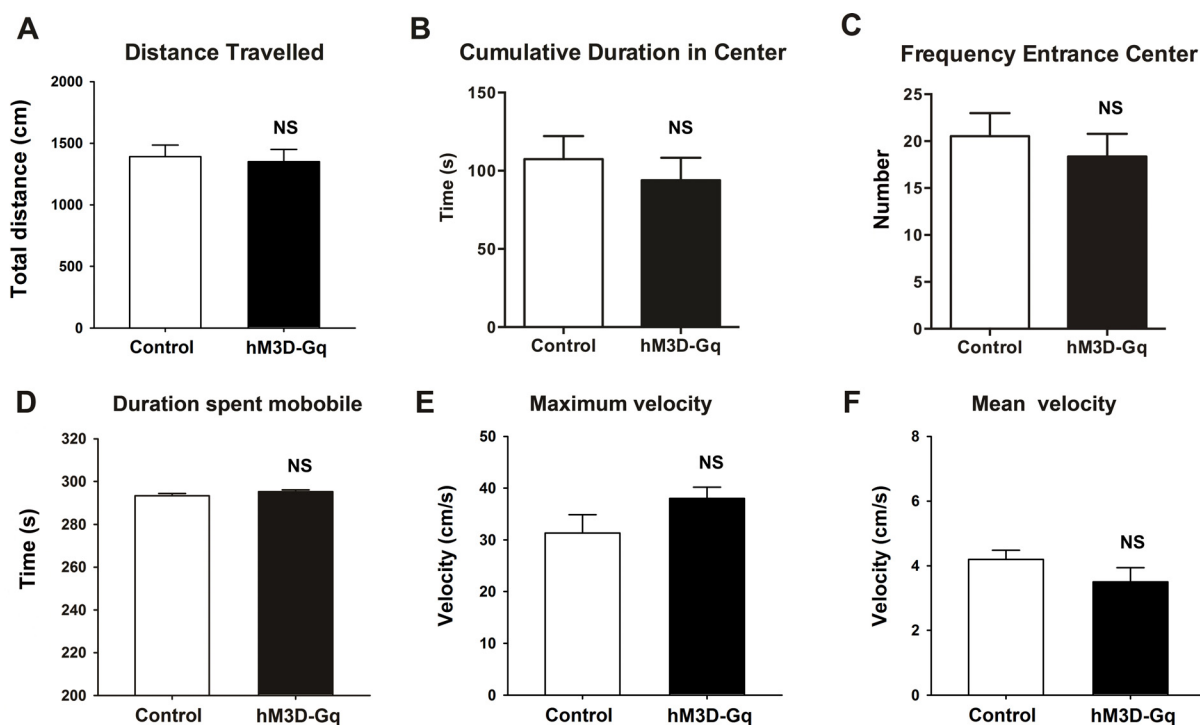 A
Distance Travelled
Total distance (cm)
2000
1500
1000
500
0
NS
Control
hM3D-Gq
B
Cumulative Duration in Center
Time (s)
150
100
50
0
NS
Control
hM3D-Gq
C
Frequency Entrance Center
Number
25
20
15
10
5
0
NS
Control
hM3D-Gq
D
Duration spent mobobile
Time (s)
320
300
280
260
240
220
200
NS
Control
hM3D-Gq
E
Maximum velocity
Velocity (cm/s)
50
40
30
20
10
0
NS
Control
hM3D-Gq
F
Mean velocity
Velocity (cm/s)
8
6
4
2
0
NS
Control
hM3D-Gq